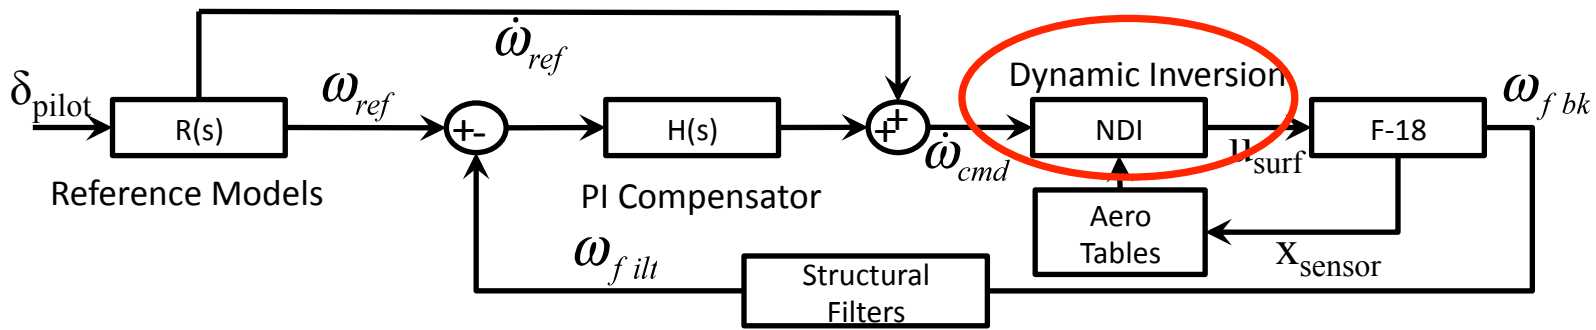 ω̇ref
Dynamic Inversion
δpilot
ωref
ωf bk
R(s)
+-
H(s)
++
NDI
F-18
ω̇cmd
usurf
Reference Models
PI Compensator
Aero
Tables
xsensor
ωf ilt
Structural
Filters